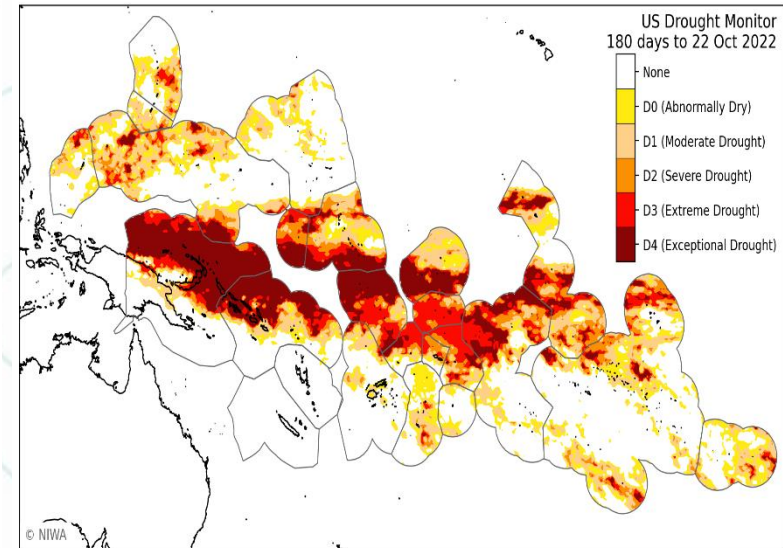 US Drought Monitor
180 days to 22 Oct 2022
None
D0 (Abnormally Dry)
D1 (Moderate Drought)
D2 (Severe Drought)
D3 (Extreme Drought)
D4 (Exceptional Drought)
© NIWA